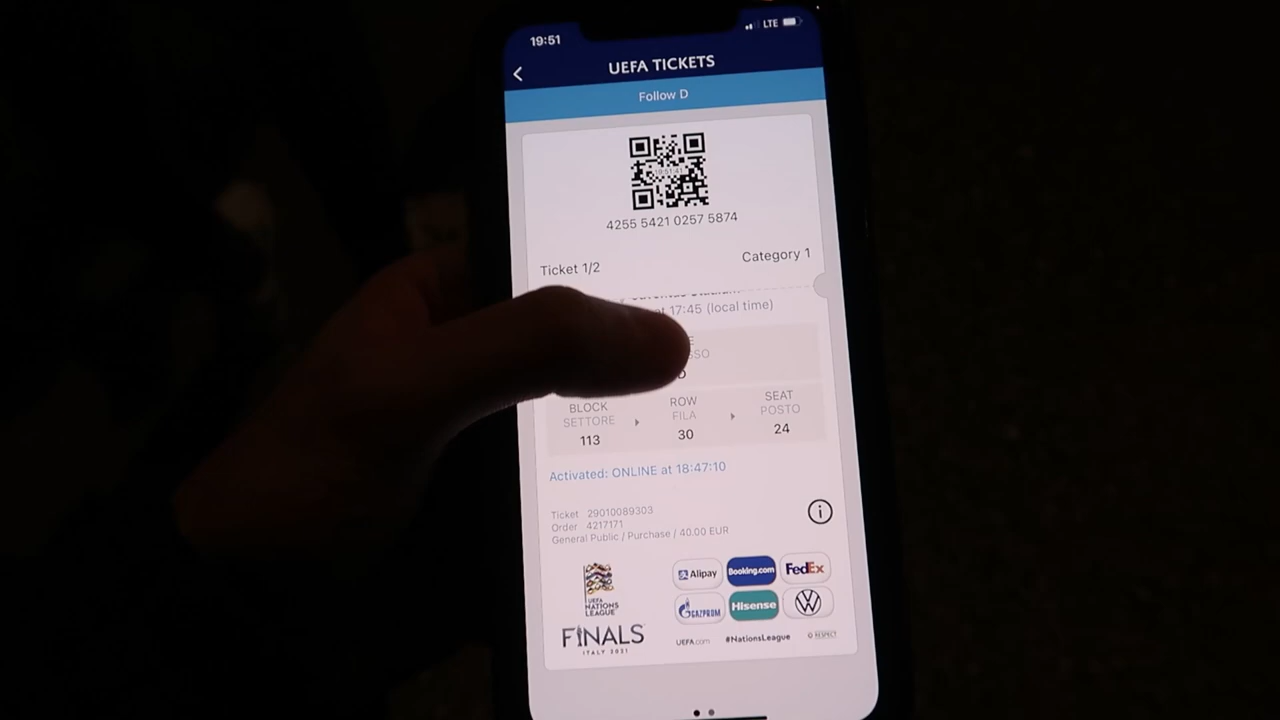 19:51
LTE
UEFA TICKETS
Follow D
4255 5421 0257 5874
Ticket 1/2
Category 1
Stadium
at 17:45 (local time)
D
BLOCK
SETTORE
113
ROW
FILA
30
SEAT
POSTO
24
Activated: ONLINE at 18:47:10
Ticket 29010089303
Order 4217171
General Public / Purchase / 40.00 EUR
UEFA
NATIONS
LEAGUE
FINALS
ITALY 2021
Alipay
Booking.com
FedEx
GAZPROM
Hisense
UEFA.com
#NationsLeague
RESPECT